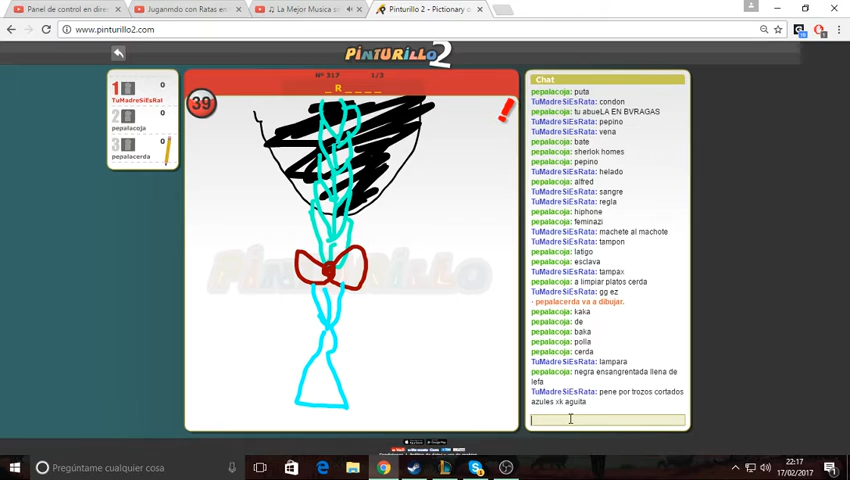 Panel de control en direc
Juganmdo con Ratas en
La Mejor Musica si
Pinturillo 2 - Pictionary o
www.pinturillo2.com
PINTURILLO 2
1 0
TuMadreSiEsRat
2 0
pepalacoja
3 0
pepalacerda
Nº 317 1/3
_ R _ _ _ _
39
!
PINTURILLO
Chat
pepalacoja: puta
TuMadreSiEsRata: condon
pepalacoja: tu abueLA EN BVRAGAS
TuMadreSiEsRata: pepino
TuMadreSiEsRata: vena
pepalacoja: bate
pepalacoja: sherlok homes
pepalacoja: pepino
TuMadreSiEsRata: helado
pepalacoja: alfred
TuMadreSiEsRata: sangre
TuMadreSiEsRata: regla
pepalacoja: hiphone
pepalacoja: feminazi
TuMadreSiEsRata: machete al machote
TuMadreSiEsRata: tampon
pepalacoja: latigo
pepalacoja: esclava
TuMadreSiEsRata: tampax
pepalacoja: a limpiar platos cerda
TuMadreSiEsRata: gg ez
- pepalacerda va a dibujar.
pepalacoja: kaka
pepalacoja: de
pepalacoja: baka
pepalacoja: polla
pepalacoja: cerda
TuMadreSiEsRata: lampara
pepalacoja: negra ensangrentada llena de
lefa
TuMadreSiEsRata: pene por trozos cortados
azules xk aguita
Pregúntame cualquier cosa
22:17
17/02/2017